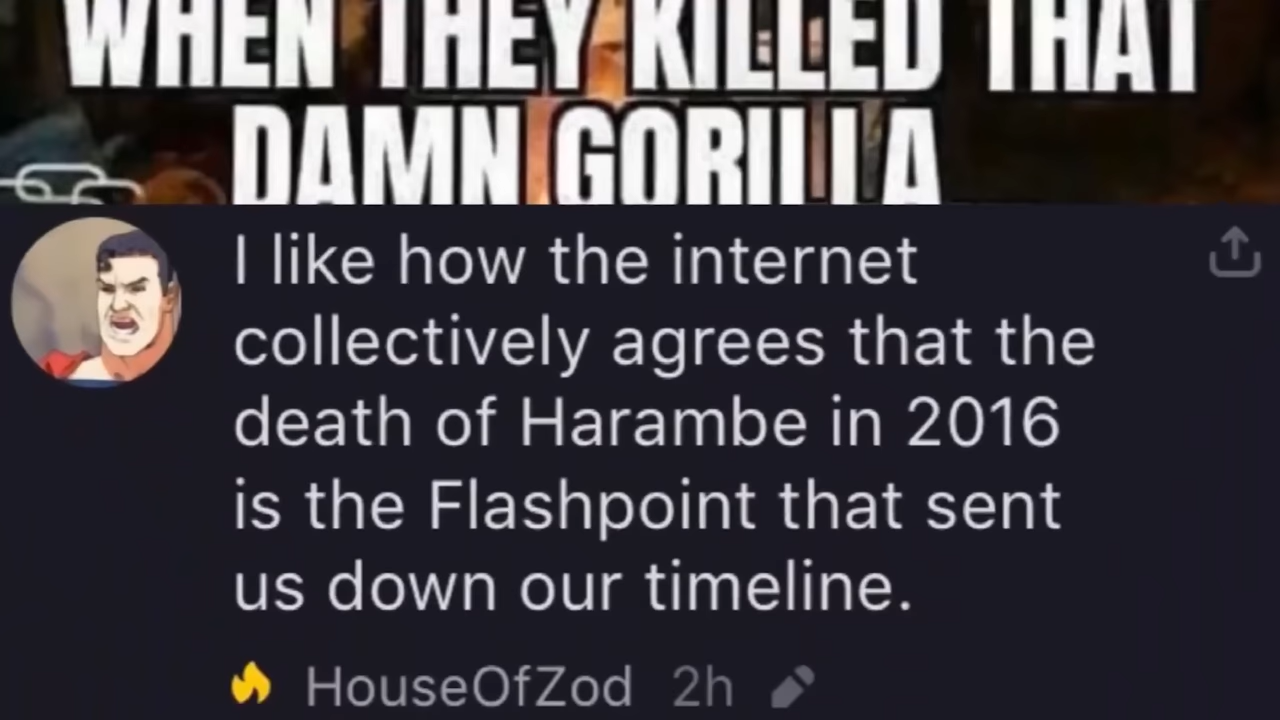 WHEN THEY KILLED THAT
DAMN GORILLA
I like how the internet
collectively agrees that the
death of Harambe in 2016
is the Flashpoint that sent
us down our timeline.
HouseOfZod 2h